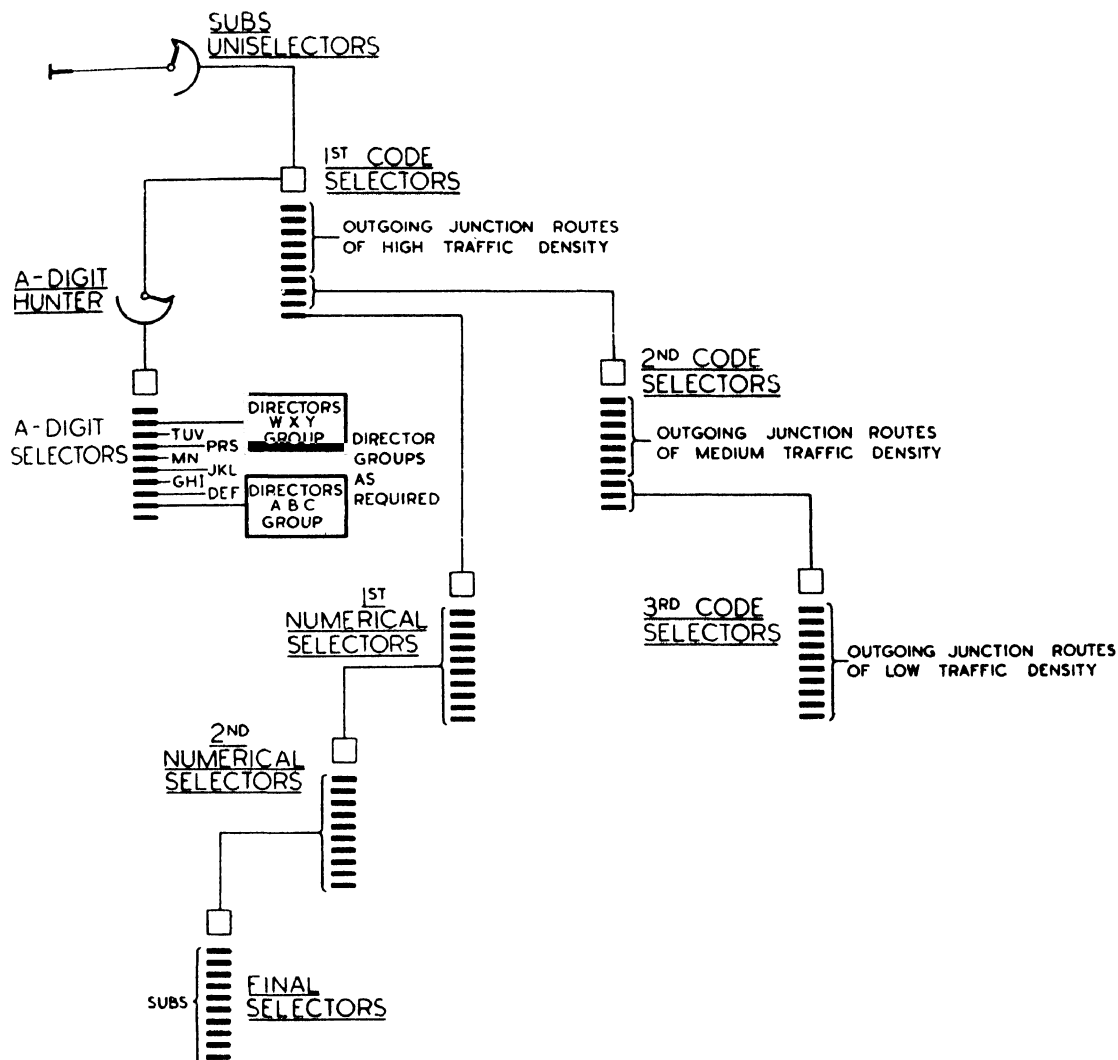 SUBS
UNISELECTORS
1ST CODE
SELECTORS
OUTGOING JUNCTION ROUTES
OF HIGH TRAFFIC DENSITY
A-DIGIT
HUNTER
2ND CODE
SELECTORS
A-DIGIT
SELECTORS
DIRECTORS
W X Y
GROUP
TUV
PRS
MN
JKL
GHI
DEF
DIRECTORS
A B C
GROUP
DIRECTOR
GROUPS
AS
REQUIRED
OUTGOING JUNCTION ROUTES
OF MEDIUM TRAFFIC DENSITY
1ST
NUMERICAL
SELECTORS
3RD CODE
SELECTORS
OUTGOING JUNCTION ROUTES
OF LOW TRAFFIC DENSITY
2ND
NUMERICAL
SELECTORS
SUBS
FINAL
SELECTORS